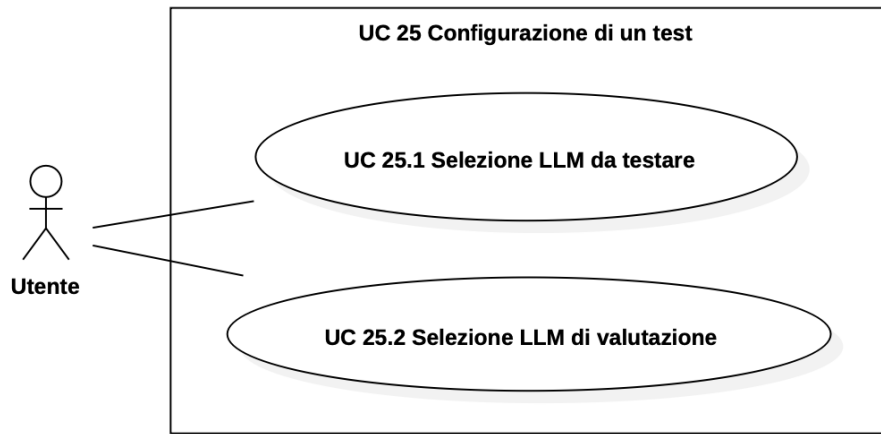 UC 25 Configurazione di un test
UC 25.1 Selezione LLM da testare
Utente
UC 25.2 Selezione LLM di valutazione